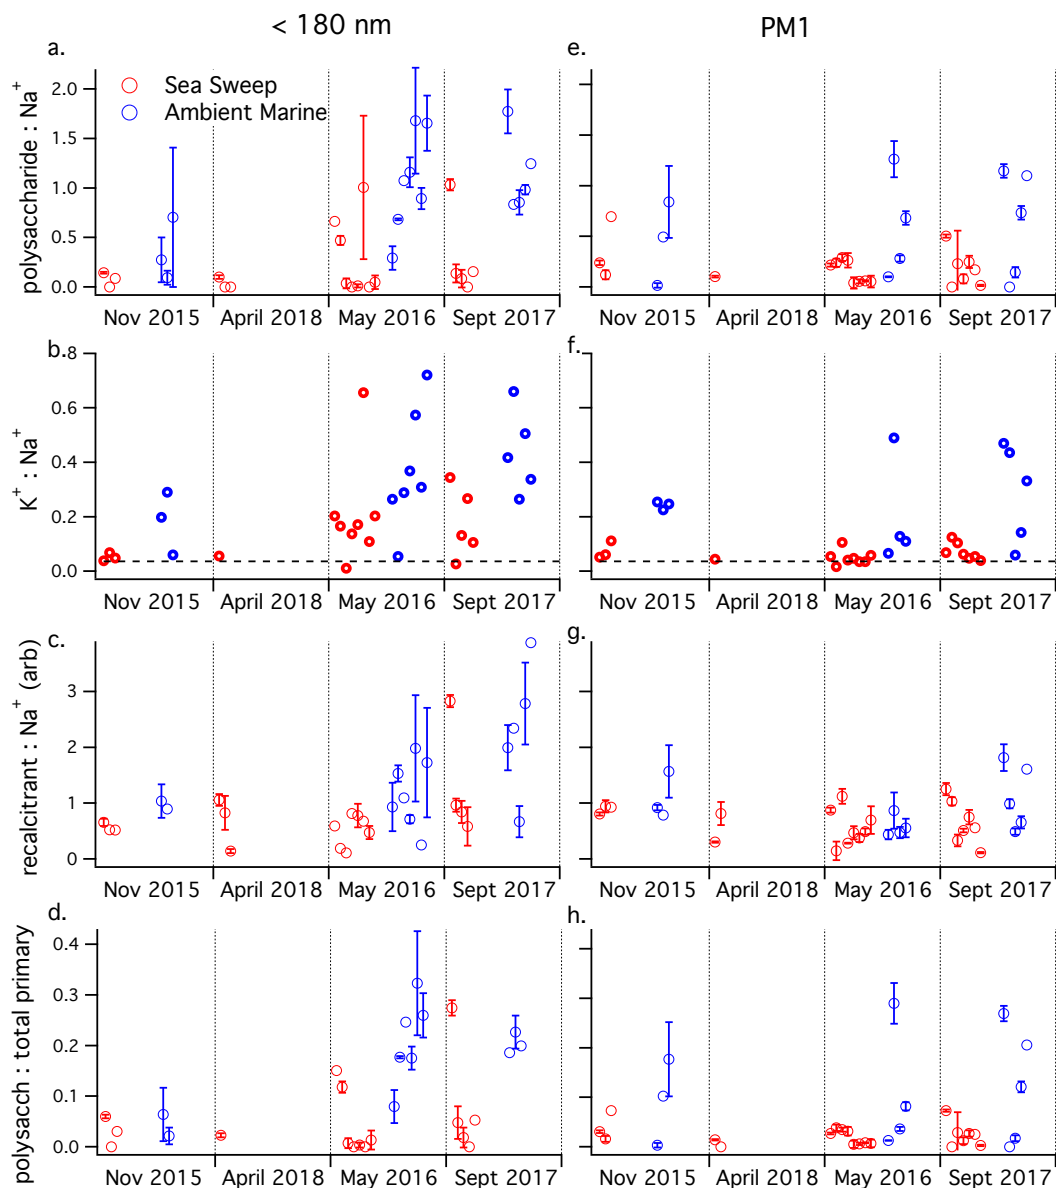 < 180 nm
PM1
a.
e.
Sea Sweep
Ambient Marine
polysaccharide : Na+
2.0
1.5
1.0
0.5
0.0
Nov 2015 April 2018 May 2016 Sept 2017
Nov 2015 April 2018 May 2016 Sept 2017
b.
f.
K+ : Na+
0.8
0.6
0.4
0.2
0.0
Nov 2015 April 2018 May 2016 Sept 2017
Nov 2015 April 2018 May 2016 Sept 2017
c.
g.
recalcitrant : Na+ (arb)
3
2
1
0
Nov 2015 April 2018 May 2016 Sept 2017
Nov 2015 April 2018 May 2016 Sept 2017
d.
h.
polysacch : total primary
0.4
0.3
0.2
0.1
0.0
Nov 2015 April 2018 May 2016 Sept 2017
Nov 2015 April 2018 May 2016 Sept 2017